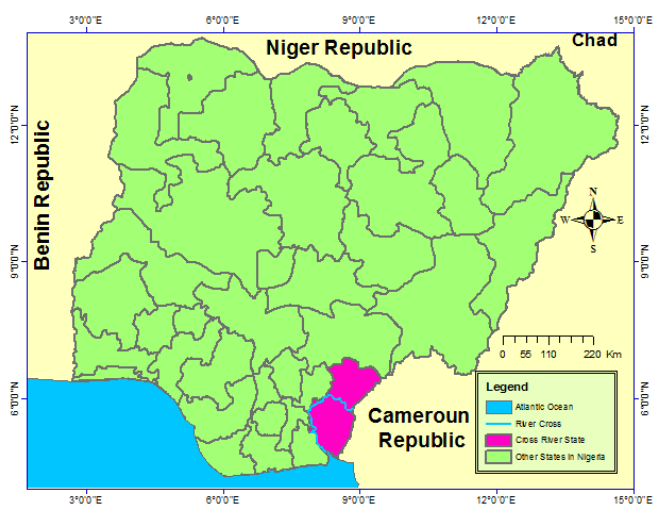 3°0'0"E 6°0'0"E 9°0'0"E 12°0'0"E 15°0'0"E
Niger Republic
Chad
Benin Republic
12°0'0"N
12°0'0"N
9°0'0"N
9°0'0"N
6°0'0"N
6°0'0"N
N
W E
S
0 55 110 220 Km
Cameroun
Republic
Legend
Atlantic Ocean
River Cross
Cross River State
Other States In Nigeria
3°0'0"E 6°0'0"E 9°0'0"E 12°0'0"E 15°0'0"E